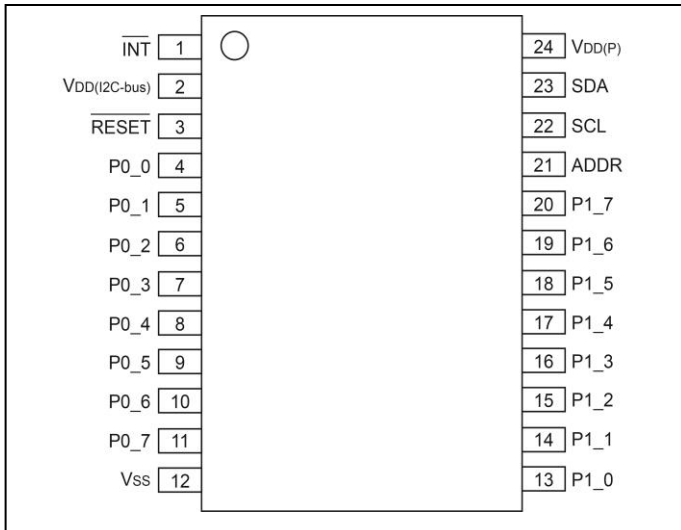 INT 1
VDD(I2C-bus) 2
RESET 3
P0_0 4
P0_1 5
P0_2 6
P0_3 7
P0_4 8
P0_5 9
P0_6 10
P0_7 11
VSS 12
24 VDD(P)
23 SDA
22 SCL
21 ADDR
20 P1_7
19 P1_6
18 P1_5
17 P1_4
16 P1_3
15 P1_2
14 P1_1
13 P1_0